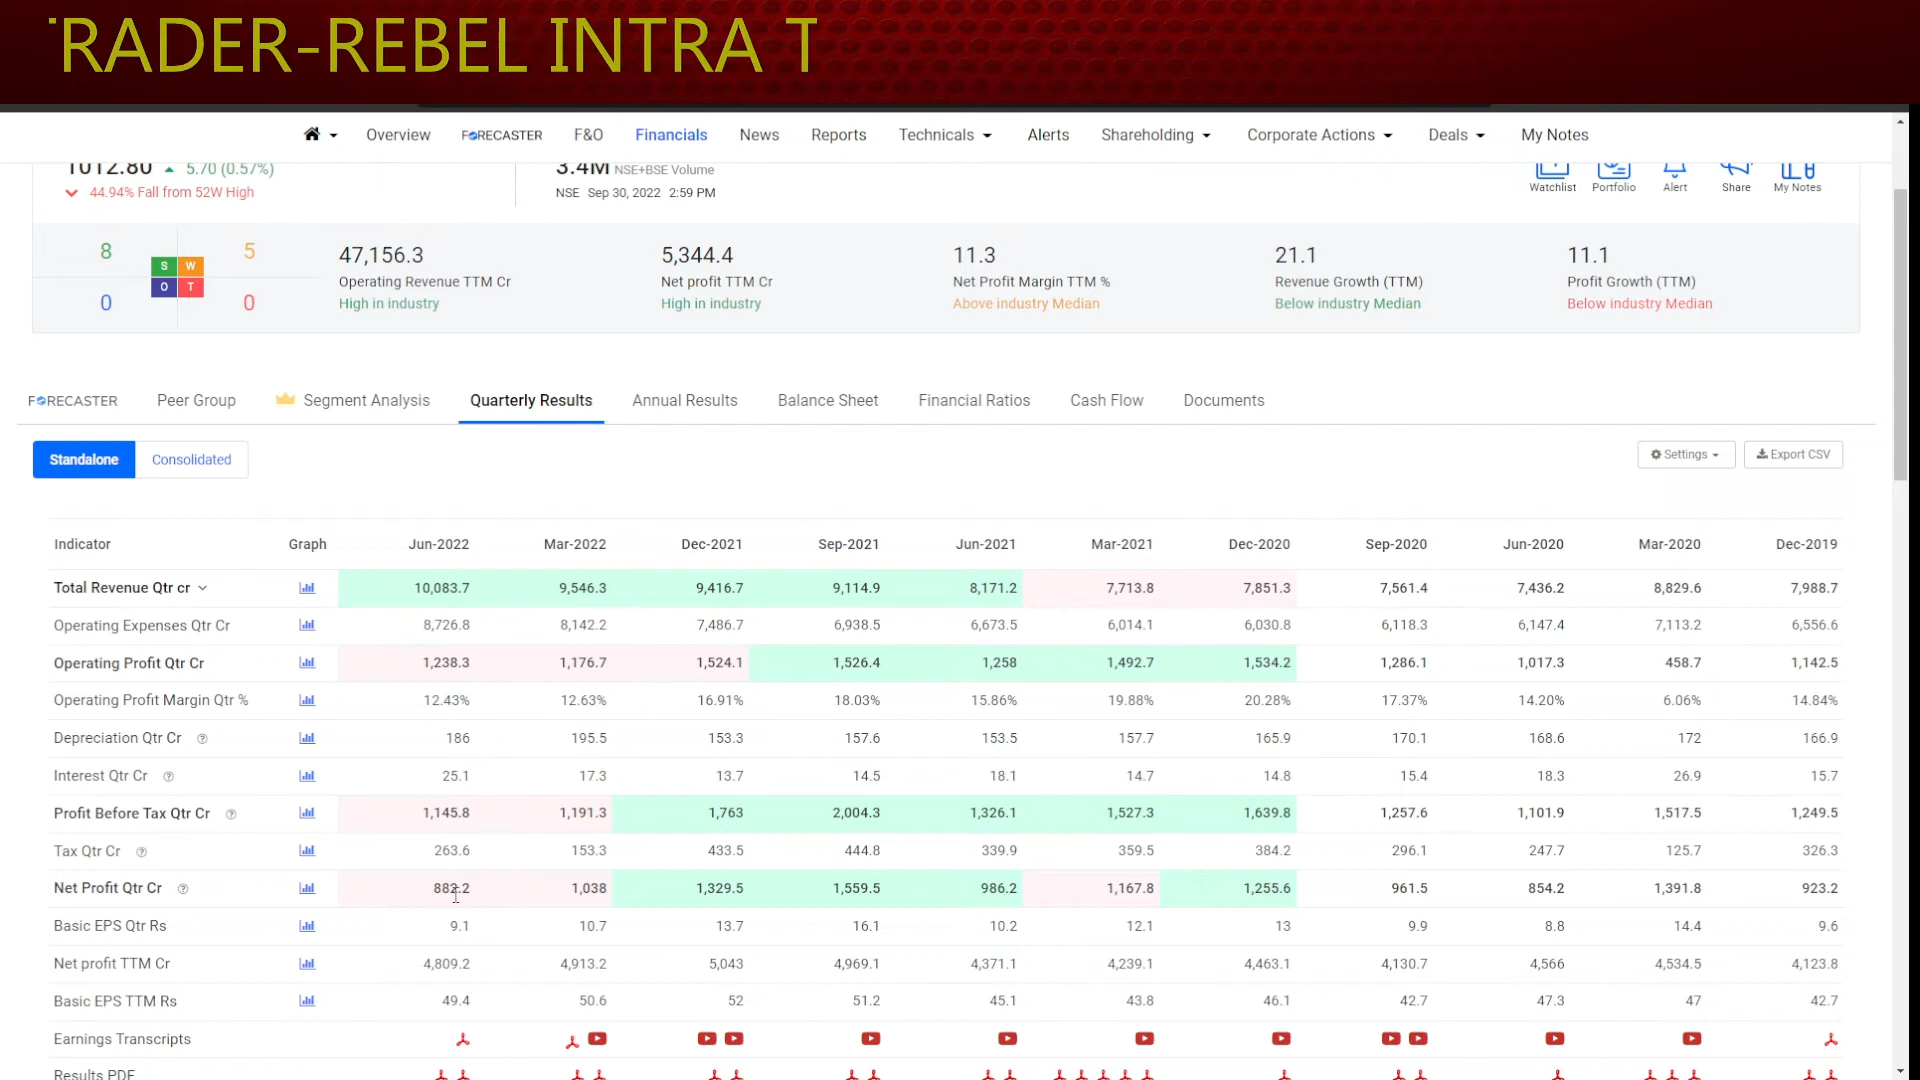 RADER-REBEL INTRA T
Overview FORECASTER F&O Financials News Reports Technicals Alerts Shareholding Corporate Actions Deals My Notes
1012.80 5.70 (0.57%) 3.4M NSE+BSE Volume
44.94% Fall from 52W High NSE Sep 30, 2022 2:59 PM Watchlist Portfolio Alert Share My Notes
8 5 47,156.3 5,344.4 11.3 21.1 11.1
S W
Operating Revenue TTM Cr Net profit TTM Cr Net Profit Margin TTM % Revenue Growth (TTM) Profit Growth (TTM)
O T
0 0 High in industry High in industry Above industry Median Below industry Median Below industry Median
FORECASTER Peer Group Segment Analysis Quarterly Results Annual Results Balance Sheet Financial Ratios Cash Flow Documents
Standalone Consolidated Settings Export CSV
Indicator Graph Jun-2022 Mar-2022 Dec-2021 Sep-2021 Jun-2021 Mar-2021 Dec-2020 Sep-2020 Jun-2020 Mar-2020 Dec-2019
Total Revenue Qtr cr 10,083.7 9,546.3 9,416.7 9,114.9 8,171.2 7,713.8 7,851.3 7,561.4 7,436.2 8,829.6 7,988.7
Operating Expenses Qtr Cr 8,726.8 8,142.2 7,486.7 6,938.5 6,673.5 6,014.1 6,030.8 6,118.3 6,147.4 7,113.2 6,556.6
Operating Profit Qtr Cr 1,238.3 1,176.7 1,524.1 1,526.4 1,258 1,492.7 1,534.2 1,286.1 1,017.3 458.7 1,142.5
Operating Profit Margin Qtr % 12.43% 12.63% 16.91% 18.03% 15.86% 19.88% 20.28% 17.37% 14.20% 6.06% 14.84%
Depreciation Qtr Cr 186 195.5 153.3 157.6 153.5 157.7 165.9 170.1 168.6 172 166.9
Interest Qtr Cr 25.1 17.3 13.7 14.5 18.1 14.7 14.8 15.4 18.3 26.9 15.7
Profit Before Tax Qtr Cr 1,145.8 1,191.3 1,763 2,004.3 1,326.1 1,527.3 1,639.8 1,257.6 1,101.9 1,517.5 1,249.5
Tax Qtr Cr 263.6 153.3 433.5 444.8 339.9 359.5 384.2 296.1 247.7 125.7 326.3
Net Profit Qtr Cr 882.2 1,038 1,329.5 1,559.5 986.2 1,167.8 1,255.6 961.5 854.2 1,391.8 923.2
Basic EPS Qtr Rs 9.1 10.7 13.7 16.1 10.2 12.1 13 9.9 8.8 14.4 9.6
Net profit TTM Cr 4,809.2 4,913.2 5,043 4,969.1 4,371.1 4,239.1 4,463.1 4,130.7 4,566 4,534.5 4,123.8
Basic EPS TTM Rs 49.4 50.6 52 51.2 45.1 43.8 46.1 42.7 47.3 47 42.7
Earnings Transcripts
Results PDF